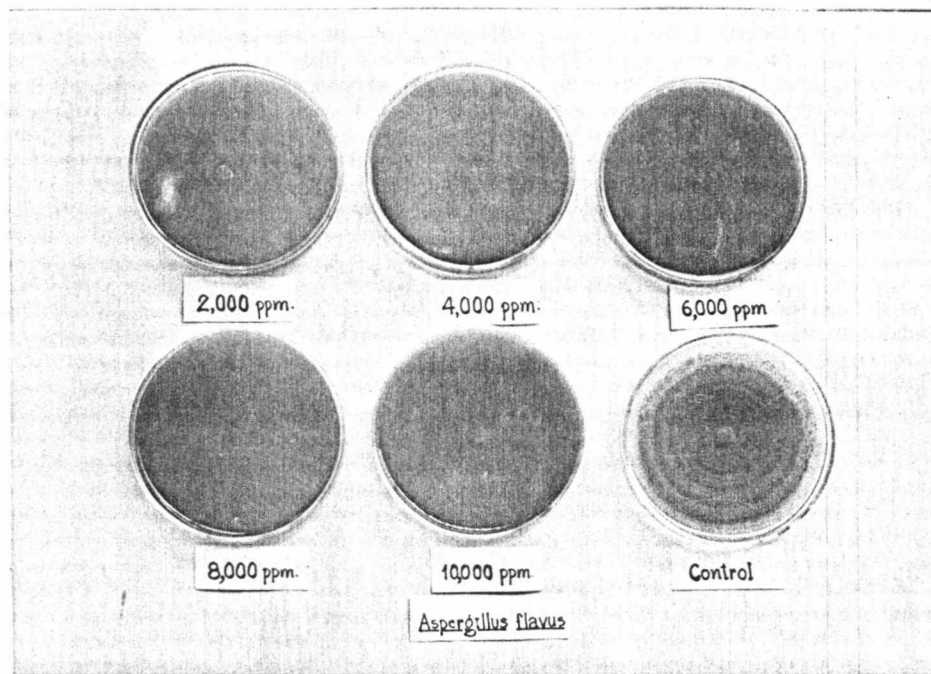 2,000 ppm.
4,000 ppm.
6,000 ppm
8,000 ppm.
10,000 ppm.
Control
Aspergillus flavus